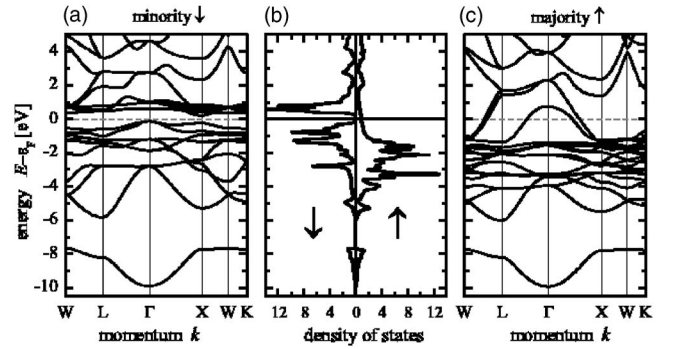 (a) minority ↓ (b) (c) majority ↑
4
2
0
-2
-4
-6
-8
-10
energy E−εF [eV]
↓ ↑
W L Γ X W K 12 8 4 0 4 8 12 W L Γ X W K
momentum k density of states momentum k